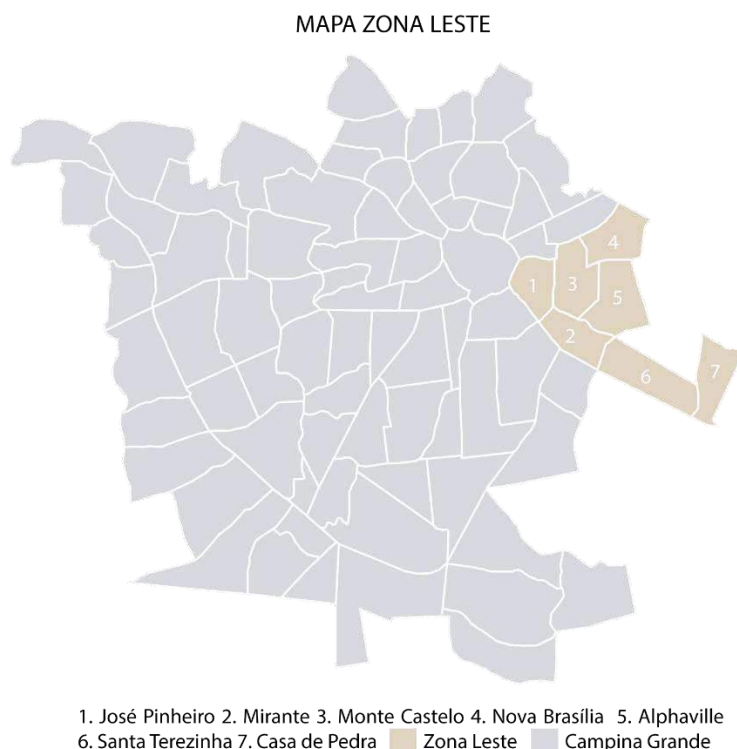 MAPA ZONA LESTE
4
1
3
5
2
6
7
1. José Pinheiro 2. Mirante 3. Monte Castelo 4. Nova Brasília 5. Alphaville
6. Santa Terezinha 7. Casa de Pedra Zona Leste Campina Grande